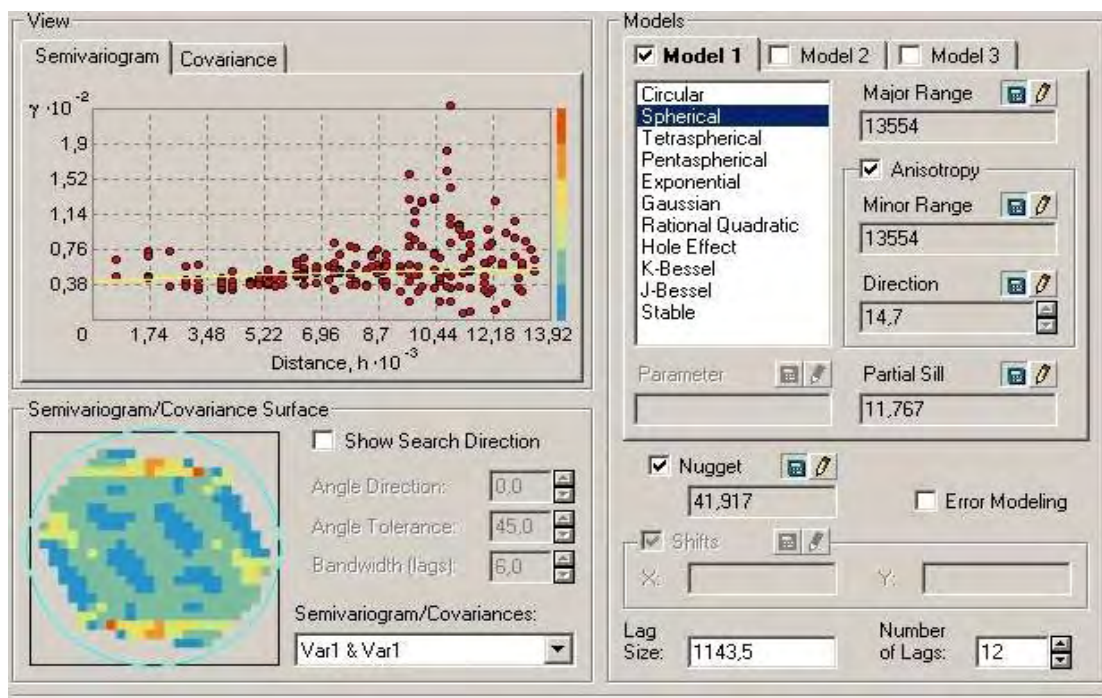 View
Semivariogram Covariance
γ ·10 -2
1,9
1,52
1,14
0,76
0,38
0 1,74 3,48 5,22 6,96 8,7 10,44 12,18 13,92
Distance, h ·10 -3
Semivariogram/Covariance Surface
Show Search Direction
Angle Direction: 0,0
Angle Tolerance: 45,0
Bandwidth (lags): 6,0
Semivariogram/Covariances:
Var1 & Var1
Models
Model 1 Model 2 Model 3
Circular
Spherical
Tetraspherical
Pentaspherical
Exponential
Gaussian
Rational Quadratic
Hole Effect
K-Bessel
J-Bessel
Stable
Major Range
13554
Anisotropy
Minor Range
13554
Direction
14,7
Parameter
Partial Sill
11,767
Nugget
41,917
Error Modeling
Shifts
X: Y:
Lag Size: 1143,5
Number of Lags: 12